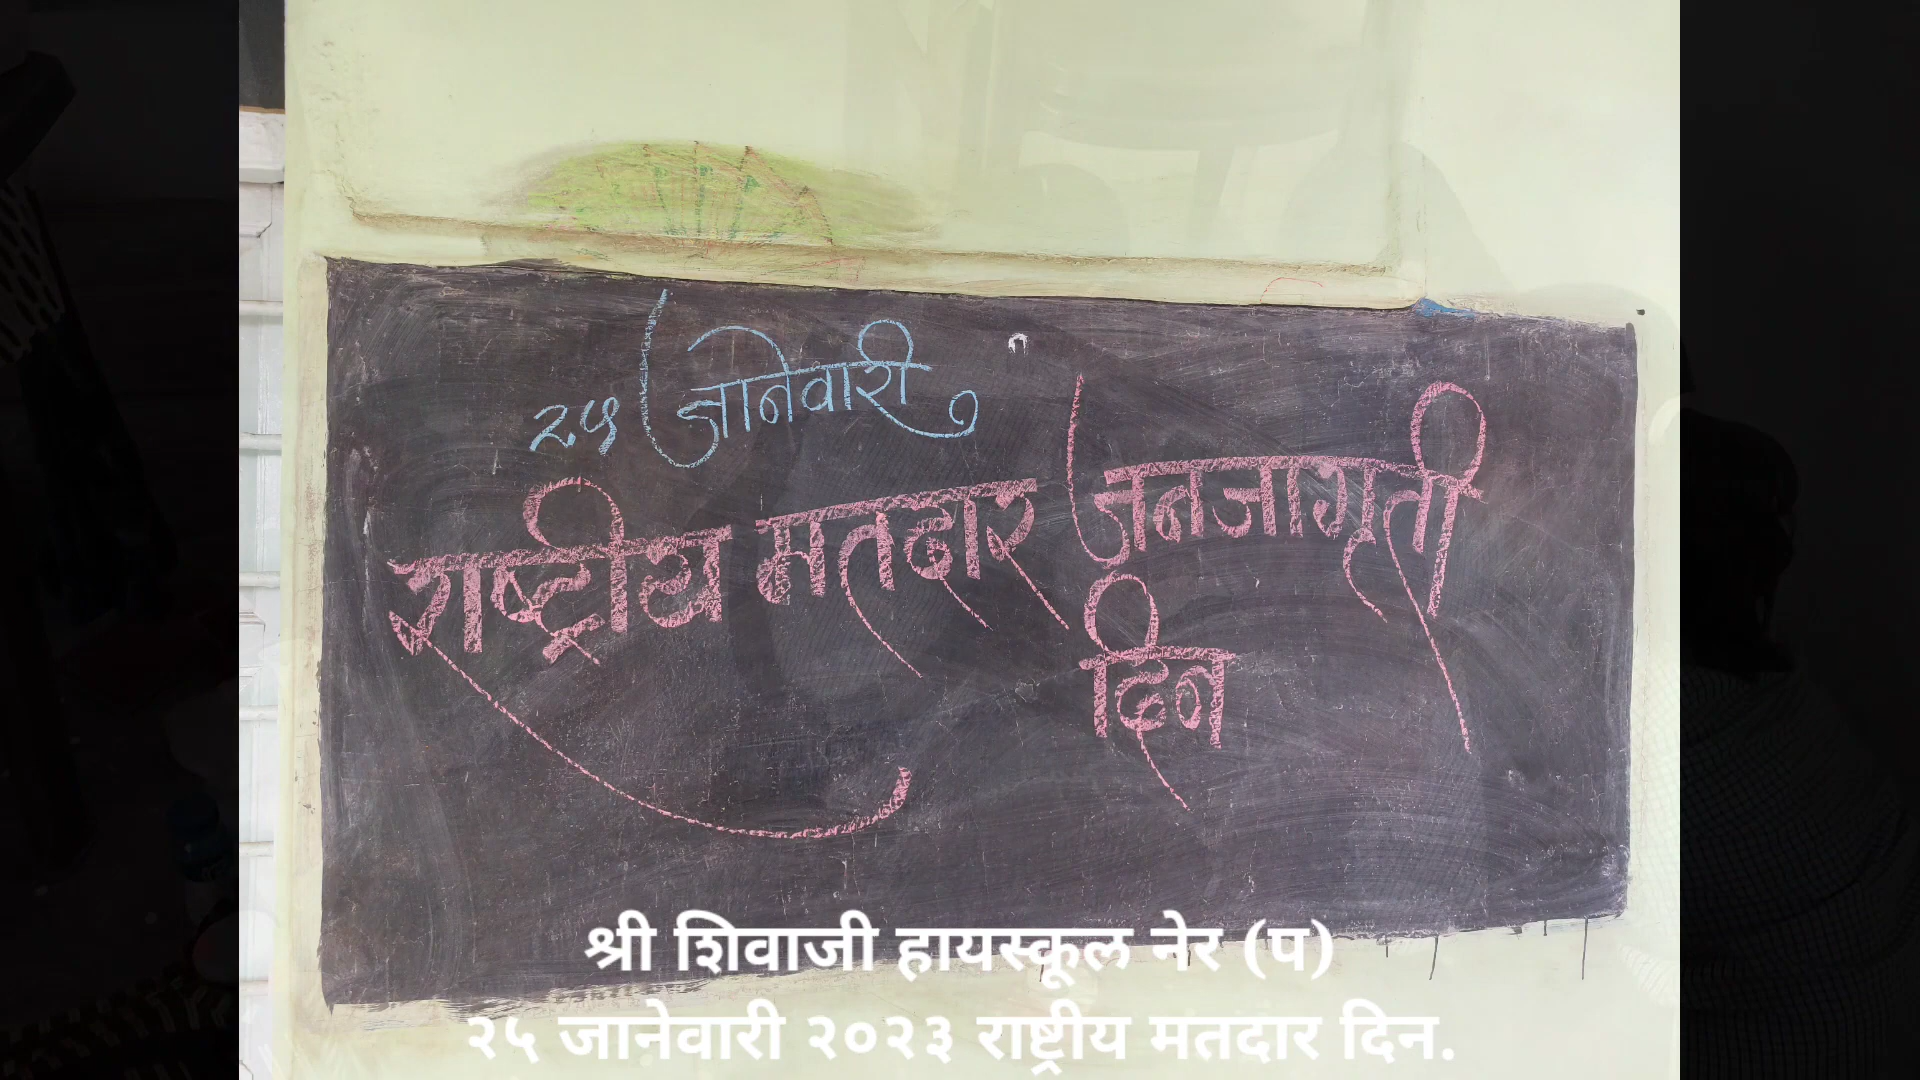 २५ जानेवारी
राष्ट्रीय मतदार जनजागृती
दिन
श्री शिवाजी हायस्कूल नेर (प)
२५ जानेवारी २०२३ राष्ट्रीय मतदार दिन.